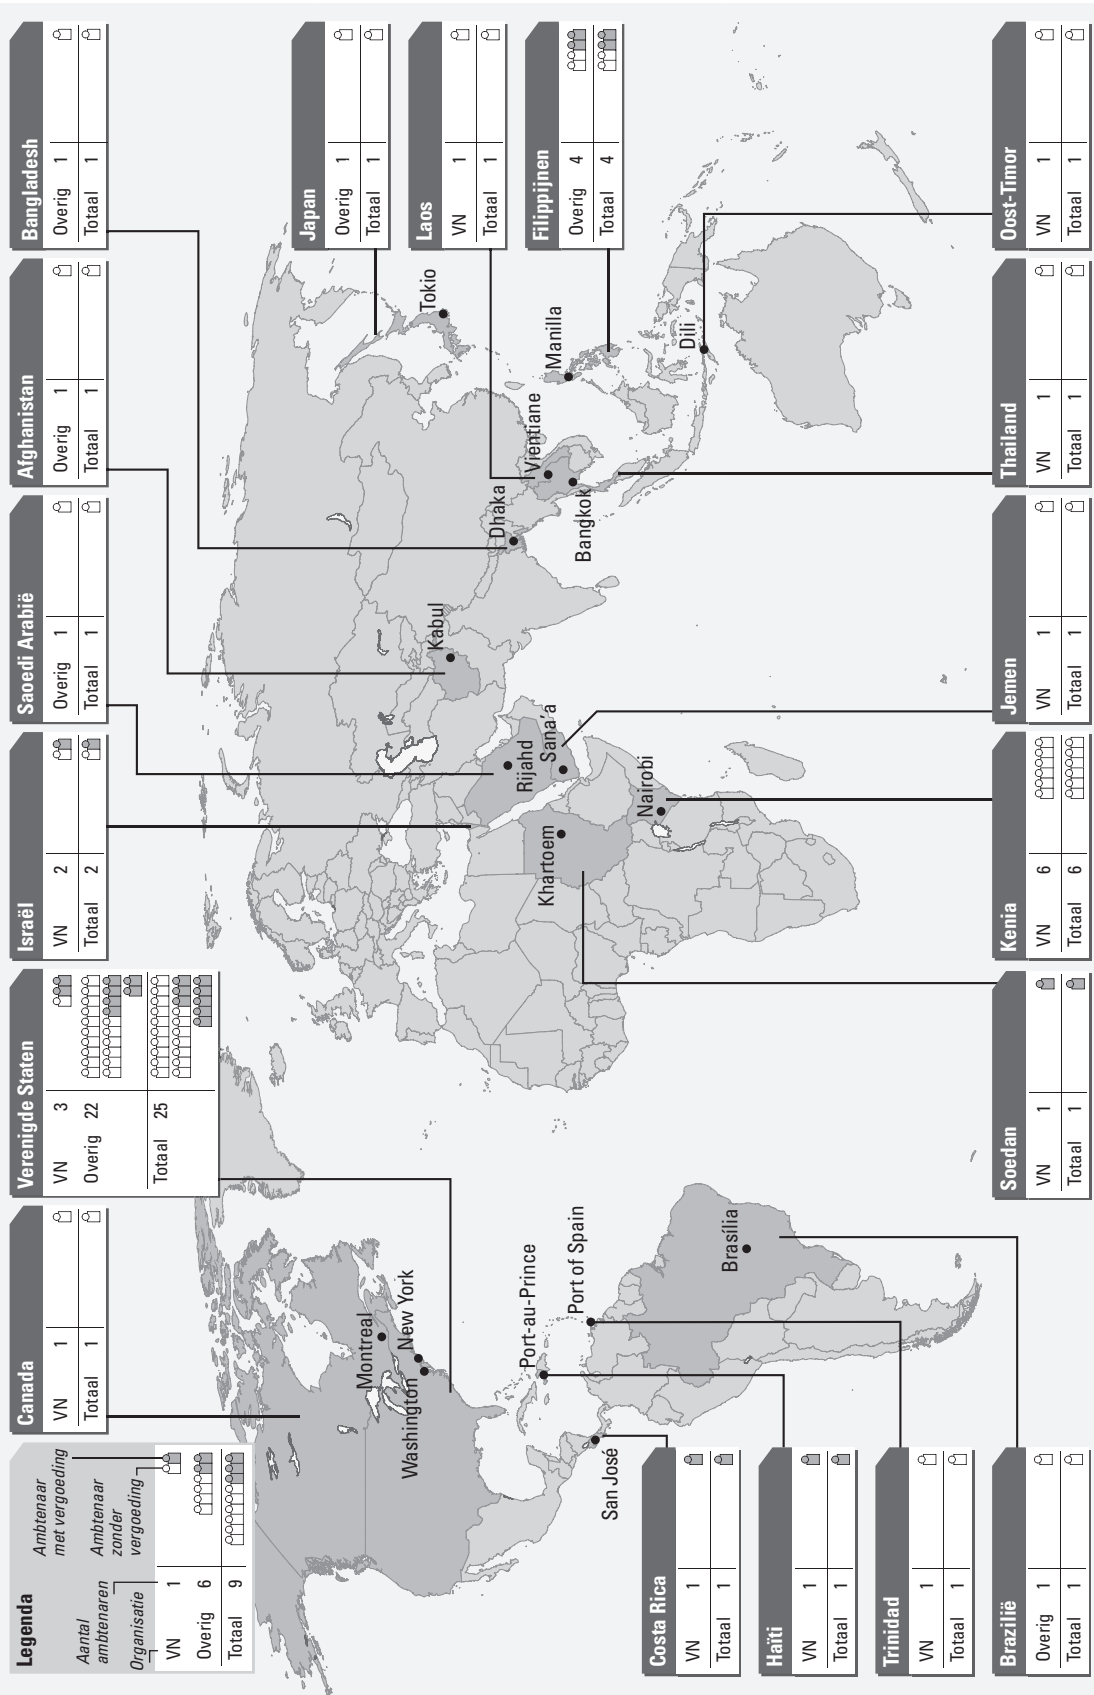 Legenda
Ambtenaar
met vergoeding
Ambtenaar
zonder
vergoeding
Aantal
ambtenaren
Organisatie
VN 1
Overig 6
Totaal 9
Canada
VN 1
Totaal 1
Verenigde Staten
VN 3
Overig 22
Totaal 25
Israël
VN 2
Totaal 2
Saoedi Arabië
Overig 1
Totaal 1
Afghanistan
Overig 1
Totaal 1
Bangladesh
Overig 1
Totaal 1
Japan
Overig 1
Totaal 1
Laos
VN 1
Totaal 1
Filippijnen
Overig 4
Totaal 4
Montreal
New York
Washington
Port-au-Prince
Port of Spain
San José
Brasília
Khartoem
Nairobi
Rijahd
Sana'a
Kabul
Dhaka
Vientiane
Bangkok
Manilla
Tokio
Dili
Costa Rica
VN 1
Totaal 1
Haïti
VN 1
Totaal 1
Trinidad
VN 1
Totaal 1
Brazilië
Overig 1
Totaal 1
Soedan
VN 1
Totaal 1
Kenia
VN 6
Totaal 6
Jemen
VN 1
Totaal 1
Thailand
VN 1
Totaal 1
Oost-Timor
VN 1
Totaal 1